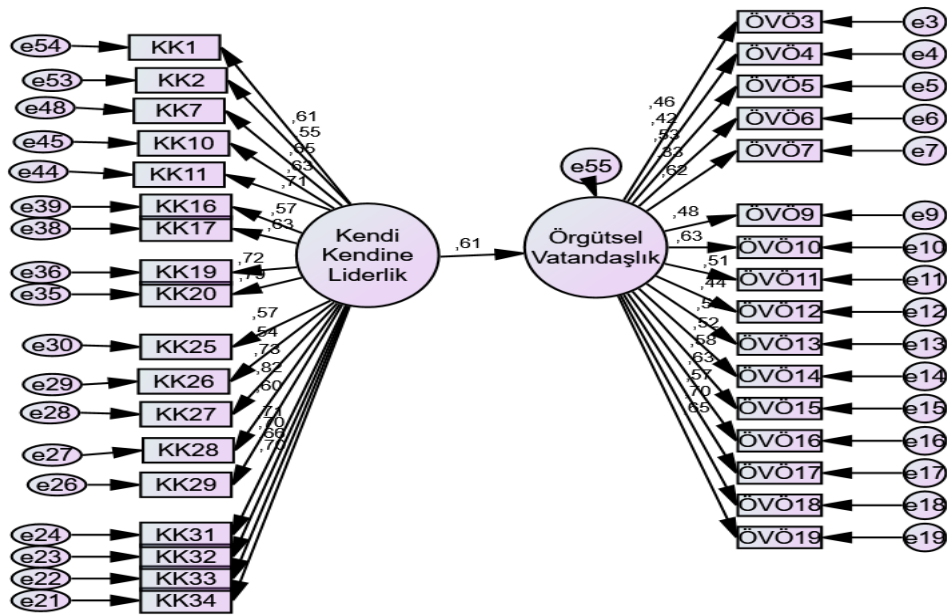 e54 KK1
e53 KK2
e48 KK7
e45 KK10
e44 KK11
e39 KK16
e38 KK17
e36 KK19
e35 KK20
e30 KK25
e29 KK26
e28 KK27
e27 KK28
e26 KK29
e24 KK31
e23 KK32
e22 KK33
e21 KK34
,61
,55
,65
,63
,71
,57
,63
,72
,57
,54
,73
,82
,60
,71
,70
,66
,70
Kendi
Kendine
Liderlik
,61
e55
Örgütsel
Vatandaşlık
,46
,42
,53
,33
,62
,48
,63
,51
,44
,52
,58
,63
,57
,70
,65
ÖVÖ3 e3
ÖVÖ4 e4
ÖVÖ5 e5
ÖVÖ6 e6
ÖVÖ7 e7
ÖVÖ9 e9
ÖVÖ10 e10
ÖVÖ11 e11
ÖVÖ12 e12
ÖVÖ13 e13
ÖVÖ14 e14
ÖVÖ15 e15
ÖVÖ16 e16
ÖVÖ17 e17
ÖVÖ18 e18
ÖVÖ19 e19